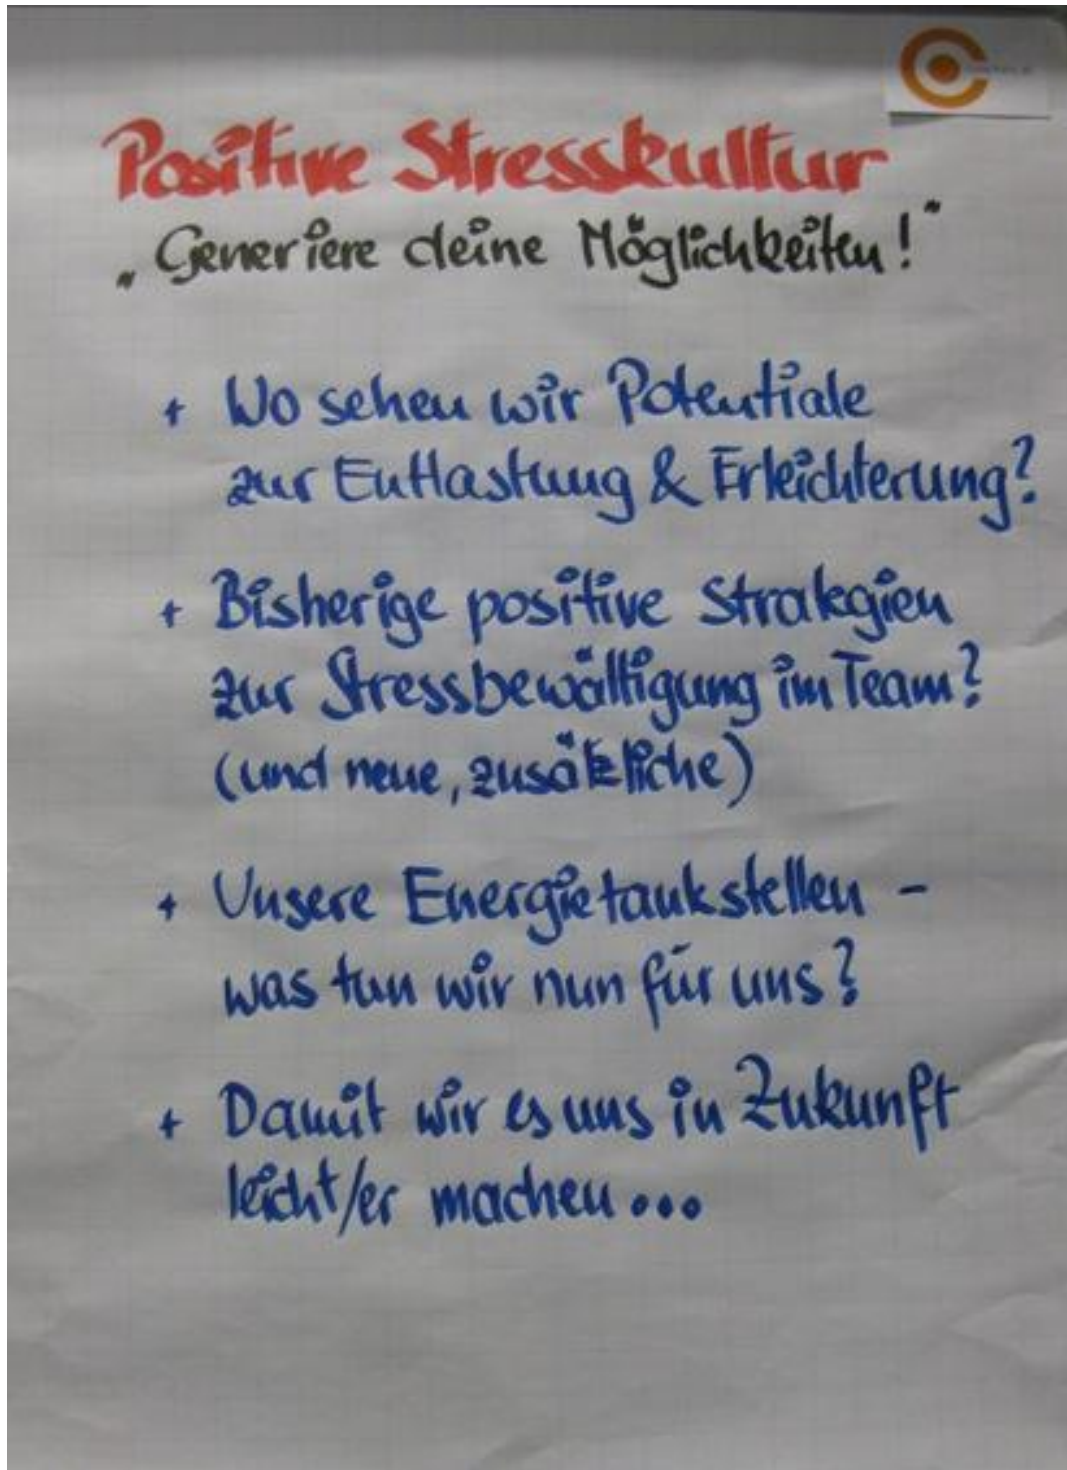 Positive Stresskultur
„Generiere deine Möglichkeiten!"
+ Wo sehen wir Potentiale
zur Entlastung & Erleichterung?
+ Bisherige positive Strategien
zur Stressbewältigung im Team?
(und neue, zusätzliche)
+ Unsere Energietankstellen -
was tun wir nun für uns?
+ Damit wir es uns in Zukunft
leicht/er machen...